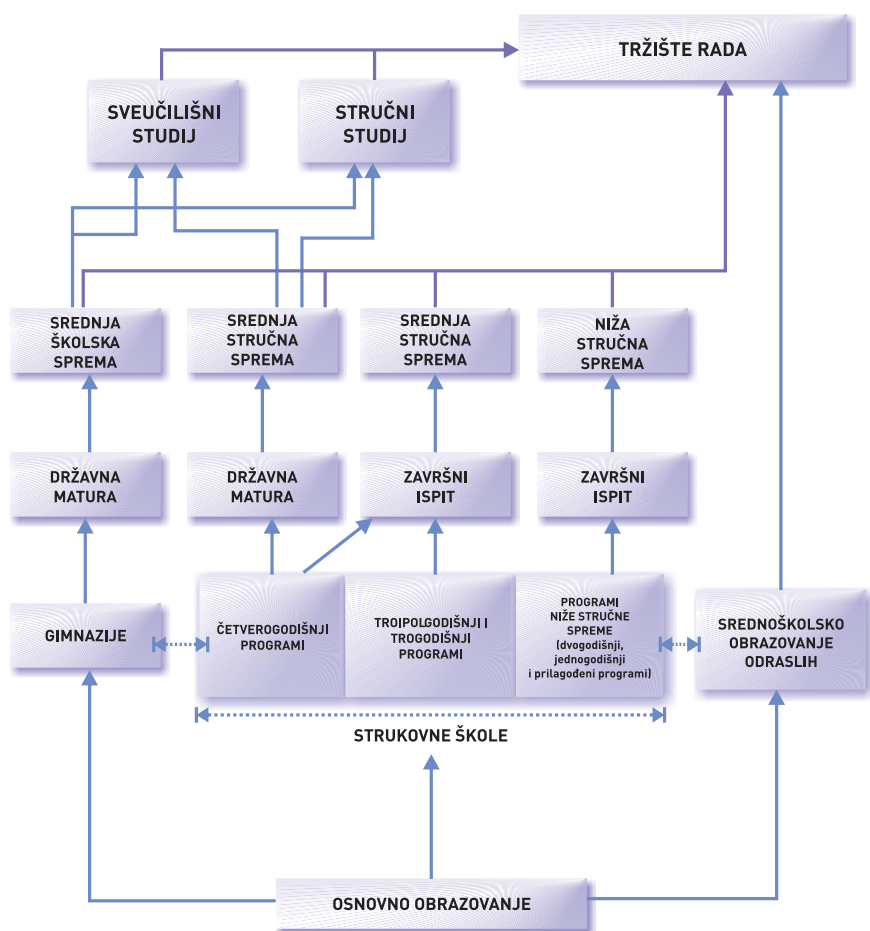 TRŽIŠTE RADA
SVEUČILIŠNI
STUDIJ
STRUČNI
STUDIJ
SREDNJA
ŠKOLSKA
SPREMA
SREDNJA
STRUČNA
SPREMA
SREDNJA
STRUČNA
SPREMA
NIŽA
STRUČNA
SPREMA
DRŽAVNA
MATURA
DRŽAVNA
MATURA
ZAVRŠNI
ISPIT
ZAVRŠNI
ISPIT
GIMNAZIJE
ČETVEROGODIŠNJI
PROGRAMI
TROIPOLGODIŠNJI I
TROGODIŠNJI
PROGRAMI
PROGRAMI
NIŽE STRUČNE
SPREME
(dvogodišnji,
jednogodišnji
i prilagođeni programi)
SREDNOŠKOLSKO
OBRAZOVANJE
ODRASLIH
STRUKOVNE ŠKOLE
OSNOVNO OBRAZOVANJE